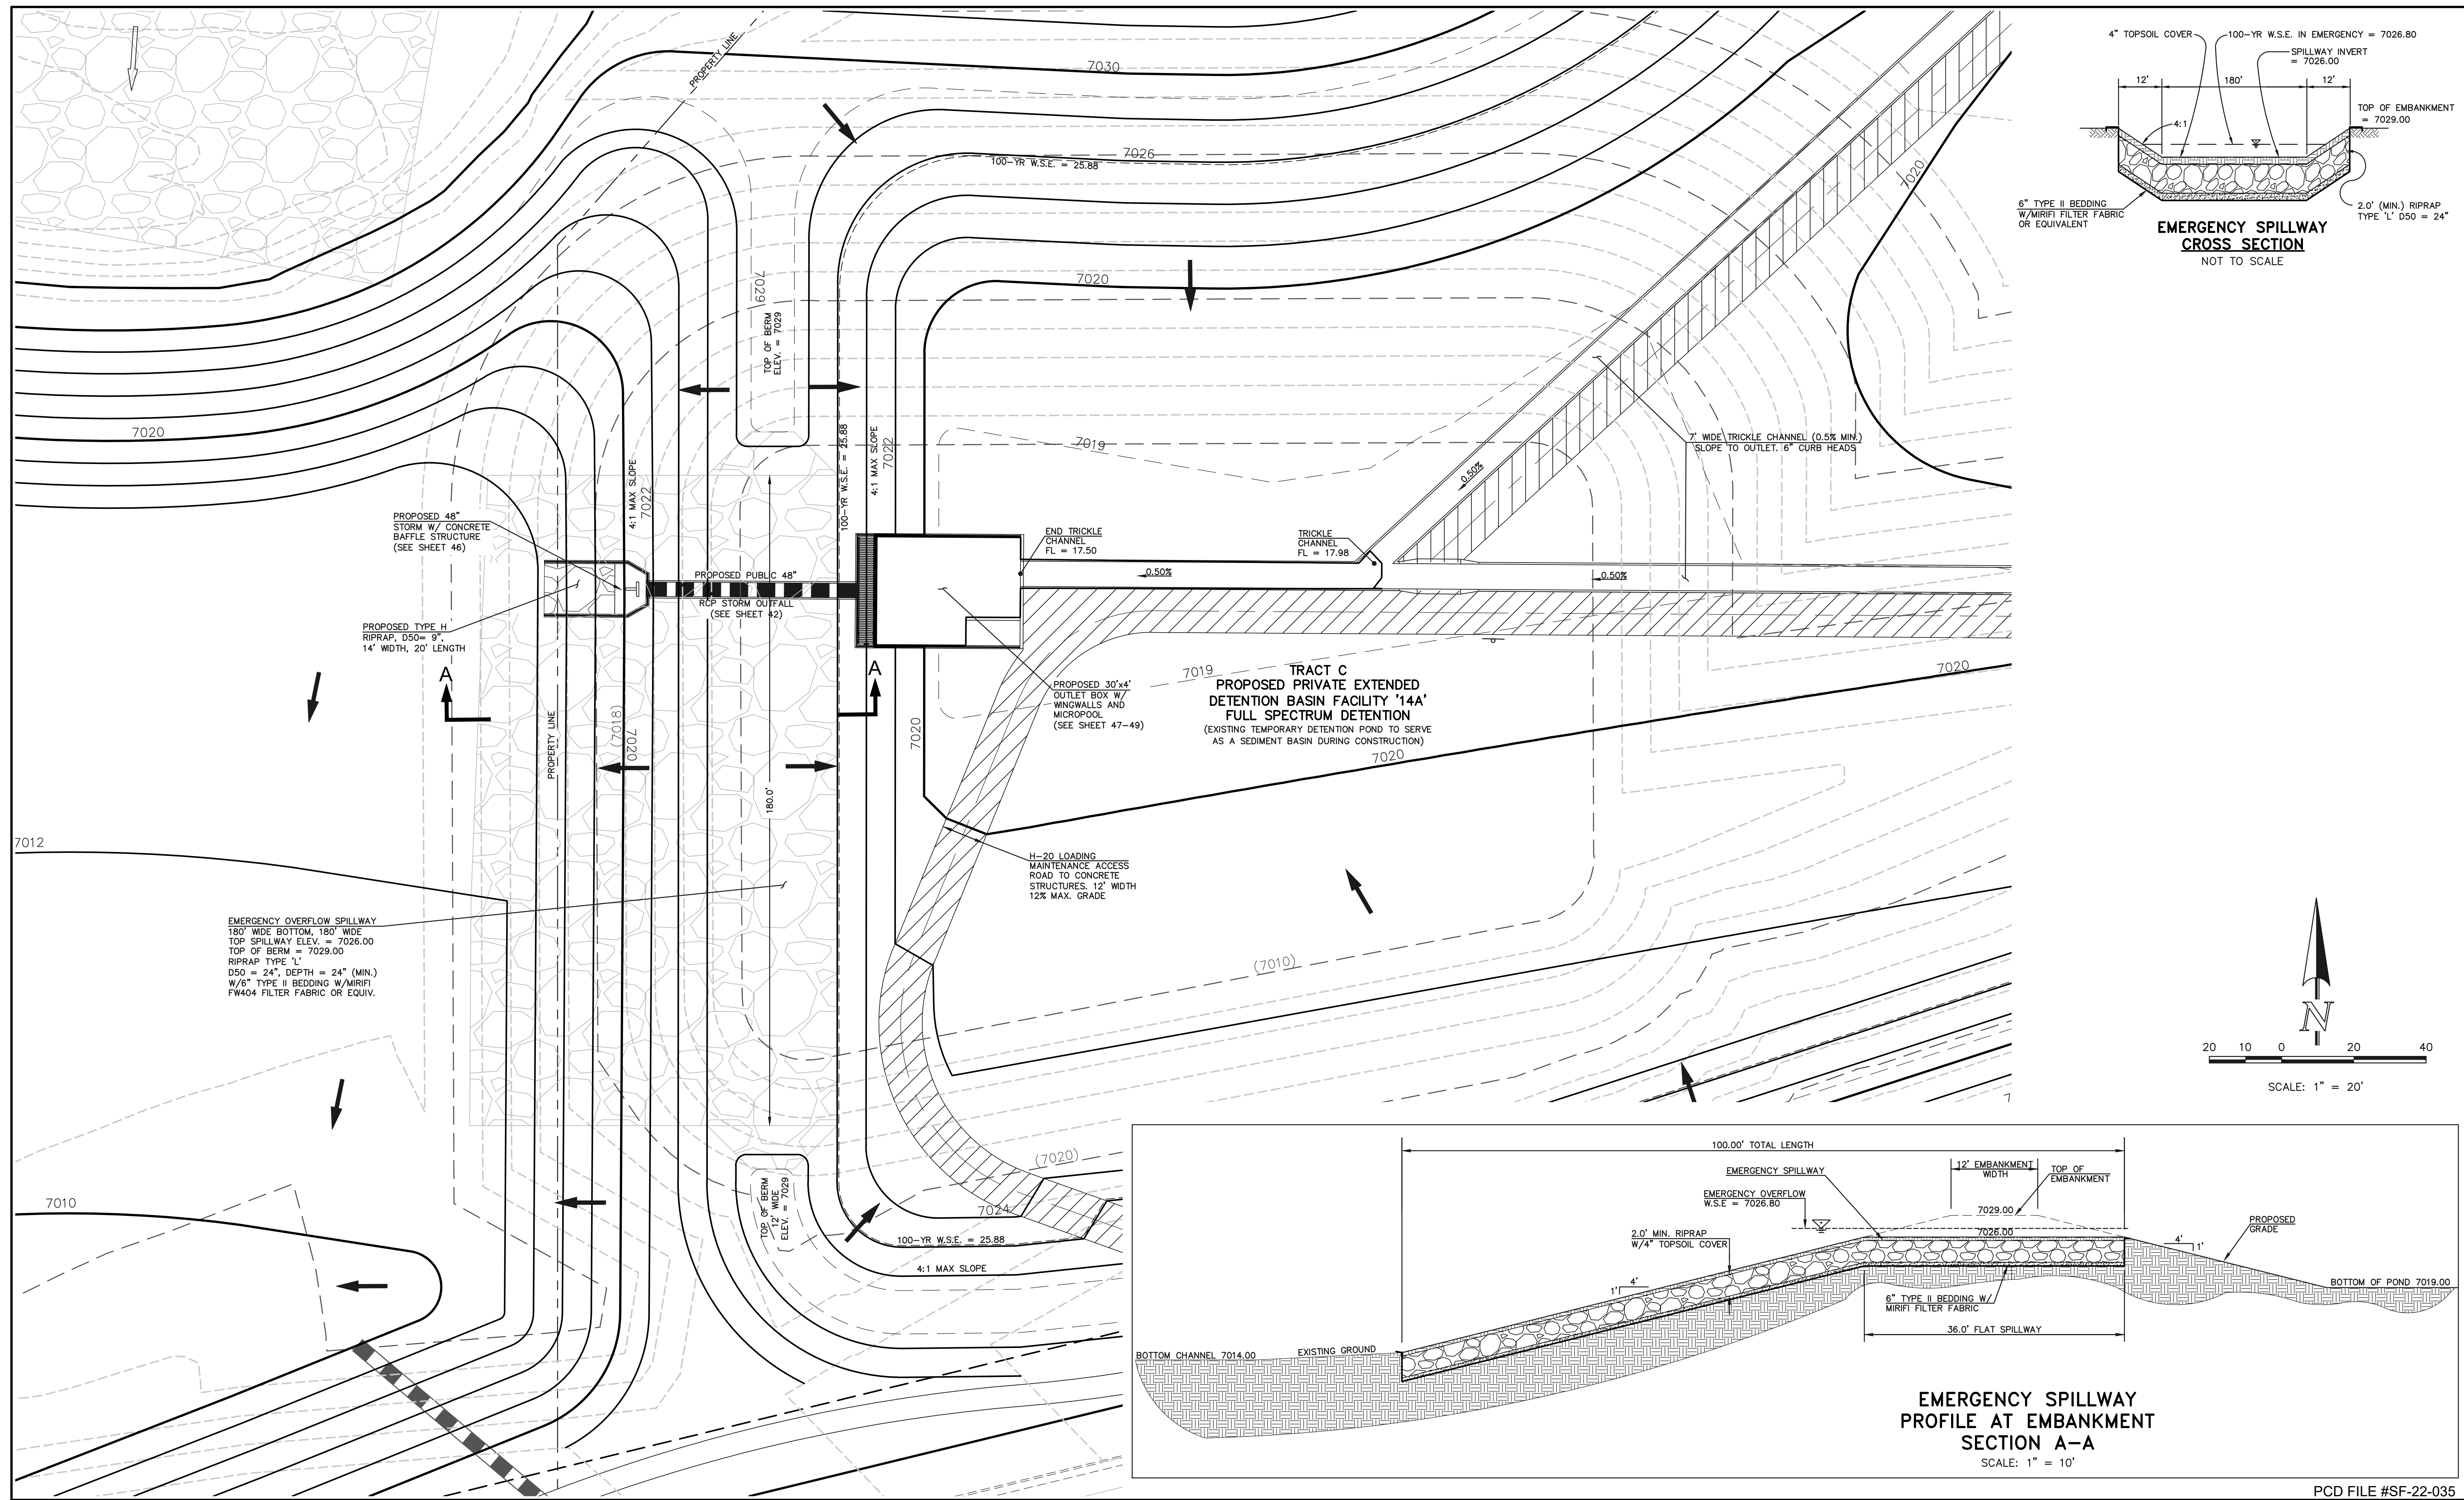 PROPERTY LINE
7030
7026
100-YR W.S.E. = 25.88
7020
7020
7029
TOP OF BERM
ELEV. = 7029
7020
7019
100-YR W.S.E. = 25.88
4:1 MAX SLOPE
7022
4:1 MAX SLOPE
7022
7' WIDE TRICKLE CHANNEL (0.5% MIN.)
SLOPE TO OUTLET. 6" CURB HEADS
0.50%
PROPOSED 48"
STORM W/ CONCRETE
BAFFLE STRUCTURE
(SEE SHEET 46)
END TRICKLE
CHANNEL
FL = 17.50
TRICKLE
CHANNEL
FL = 17.98
0.50%
0.50%
PROPOSED PUBLIC 48"
RCP STORM OUTFALL
(SEE SHEET 42)
PROPOSED TYPE H
RIPRAP, D50= 9",
14' WIDTH, 20' LENGTH
A
A
PROPOSED 30'x4'
OUTLET BOX W/
WINGWALLS AND
MICROPOOL
(SEE SHEET 47-49)
7019
TRACT C
PROPOSED PRIVATE EXTENDED
DETENTION BASIN FACILITY '14A'
FULL SPECTRUM DETENTION
(EXISTING TEMPORARY DETENTION POND TO SERVE
AS A SEDIMENT BASIN DURING CONSTRUCTION)
7020
7020
7020
PROPERTY LINE
(7018)
7020
180.0'
7012
H-20 LOADING
MAINTENANCE ACCESS
ROAD TO CONCRETE
STRUCTURES. 12' WIDTH
12% MAX. GRADE
EMERGENCY OVERFLOW SPILLWAY
180' WIDE BOTTOM, 180' WIDE
TOP SPILLWAY ELEV. = 7026.00
TOP OF BERM = 7029.00
RIPRAP TYPE 'L'
D50 = 24", DEPTH = 24" (MIN.)
W/6" TYPE II BEDDING W/MIRIFI
FW404 FILTER FABRIC OR EQUIV.
(7010)
(7020)
7010
TOP OF BERM
12' WIDE
ELEV. = 7029
7024
100-YR W.S.E. = 25.88
4:1 MAX SLOPE
4" TOPSOIL COVER
100-YR W.S.E. IN EMERGENCY = 7026.80
SPILLWAY INVERT
= 7026.00
12'
180'
12'
TOP OF EMBANKMENT
= 7029.00
4:1
6" TYPE II BEDDING
W/MIRIFI FILTER FABRIC
OR EQUIVALENT
2.0' (MIN.) RIPRAP
TYPE 'L' D50 = 24"
EMERGENCY SPILLWAY
CROSS SECTION
NOT TO SCALE
N
20 10 0 20 40
SCALE: 1" = 20'
100.00' TOTAL LENGTH
EMERGENCY SPILLWAY
12' EMBANKMENT
WIDTH
TOP OF
EMBANKMENT
EMERGENCY OVERFLOW
W.S.E = 7026.80
7029.00
7026.00
PROPOSED
GRADE
2.0' MIN. RIPRAP
W/4" TOPSOIL COVER
4'
1'
4'
1'
6" TYPE II BEDDING W/
MIRIFI FILTER FABRIC
BOTTOM OF POND 7019.00
36.0' FLAT SPILLWAY
BOTTOM CHANNEL 7014.00
EXISTING GROUND
EMERGENCY SPILLWAY
PROFILE AT EMBANKMENT
SECTION A-A
SCALE: 1" = 10'
PCD FILE #SF-22-035